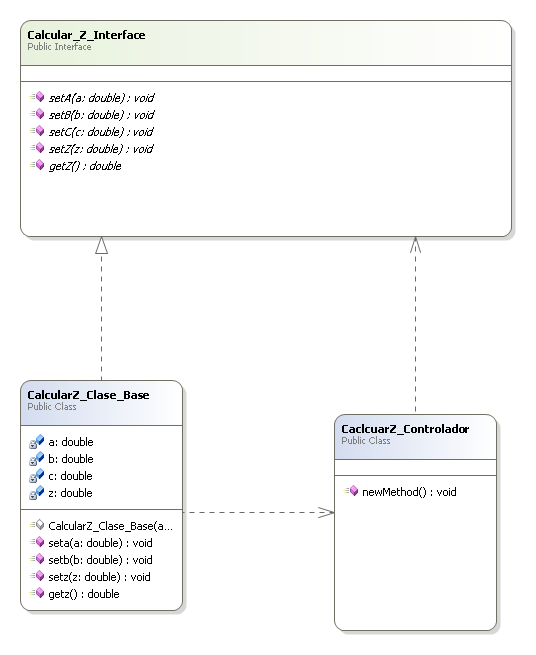 Calcular_Z_Interface
Public Interface
setA(a: double) : void
setB(b: double) : void
setC(c: double) : void
setZ(z: double) : void
getZ() : double
CalcularZ_Clase_Base
Public Class
a: double
b: double
c: double
z: double
CalcularZ_Clase_Base(a...
seta(a: double) : void
setb(b: double) : void
setz(z: double) : void
getz() : double
CaclcuarZ_Controlador
Public Class
newMethod() : void